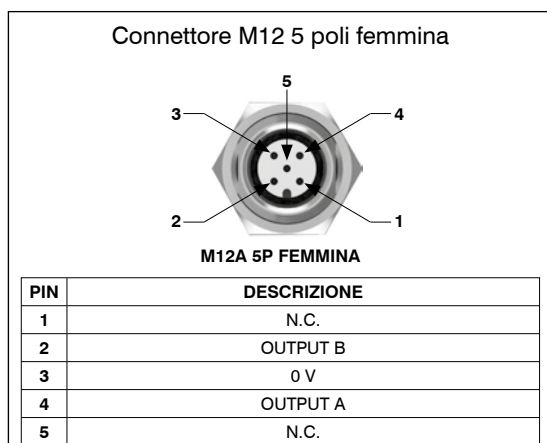 Connettore M12 5 poli femmina
5
3
4
2
1
M12A 5P FEMMINA
PIN DESCRIZIONE
1 N.C.
2 OUTPUT B
3 0 V
4 OUTPUT A
5 N.C.